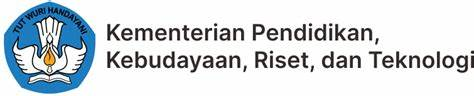 TUT WURI HANDAYANI
Kementerian Pendidikan,
Kebudayaan, Riset, dan Teknologi